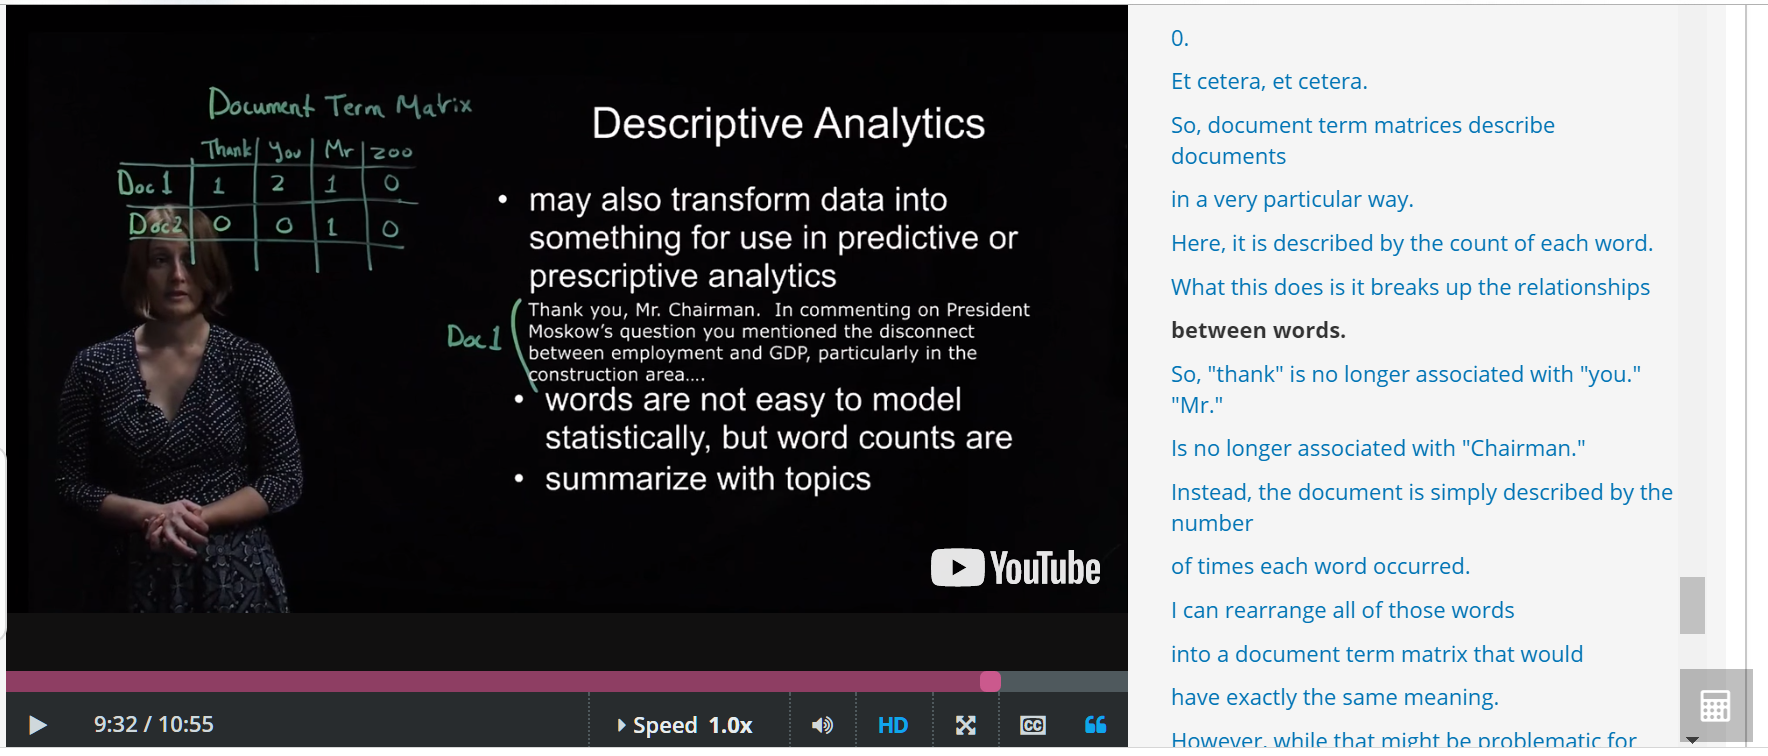 Document Term Matrix
Thank you Mr zoo
Doc 1 1 2 1 0
Doc 2 0 0 1 0
Descriptive Analytics
• may also transform data into
something for use in predictive or
prescriptive analytics
Doc 1
Thank you, Mr. Chairman. In commenting on President
Moskow's question you mentioned the disconnect
between employment and GDP, particularly in the
construction area....
• words are not easy to model
statistically, but word counts are
• summarize with topics
YouTube
9:32 / 10:55
Speed 1.0x
HD
CC
0.
Et cetera, et cetera.
So, document term matrices describe
documents
in a very particular way.
Here, it is described by the count of each word.
What this does is it breaks up the relationships
between words.
So, "thank" is no longer associated with "you."
"Mr."
Is no longer associated with "Chairman."
Instead, the document is simply described by the
number
of times each word occurred.
I can rearrange all of those words
into a document term matrix that would
have exactly the same meaning.
However, while that might be problematic for